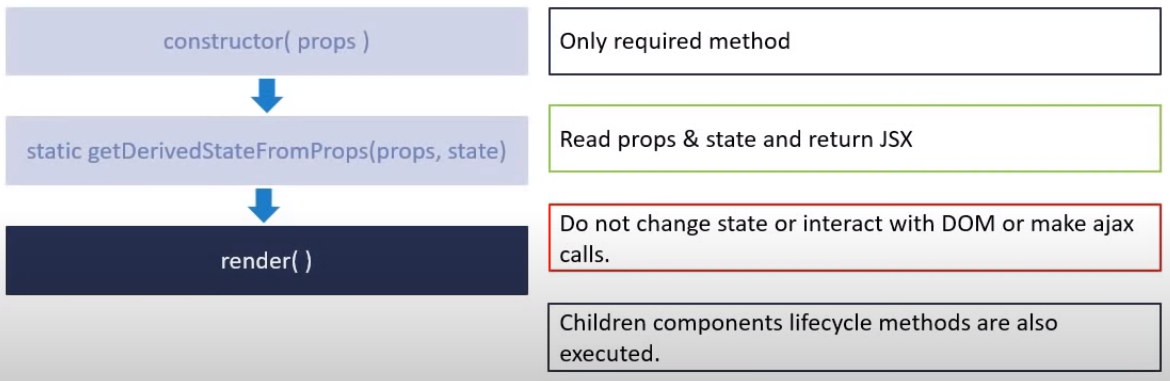 constructor( props )
Only required method
static getDerivedStateFromProps(props, state)
Read props & state and return JSX
render( )
Do not change state or interact with DOM or make ajax
calls.
Children components lifecycle methods are also
executed.